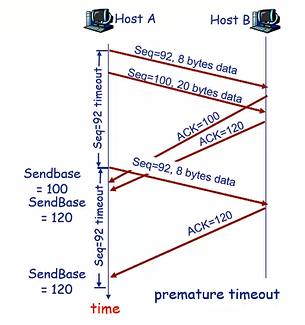 Host A
Host B
Seq=92, 8 bytes data
Seq=100, 20 bytes data
Seq=92 timeout
ACK=100
ACK=120
Seq=92, 8 bytes data
Sendbase
= 100
SendBase
= 120
Seq=92 timeout
ACK=120
SendBase
= 120
time
premature timeout